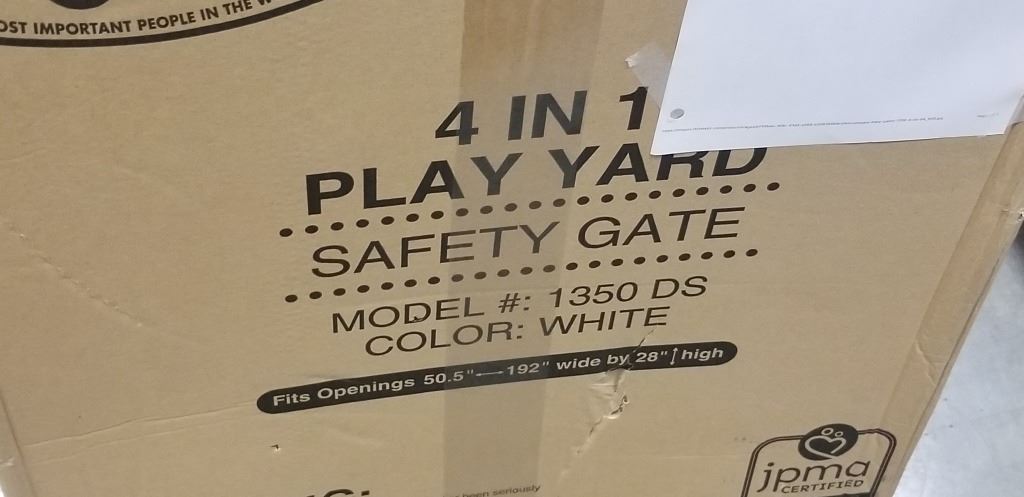 OST IMPORTANT PEOPLE IN THE
4 IN 1
PLAY YARD
SAFETY GATE
MODEL #: 1350 DS
COLOR: WHITE
Fits Openings 50.5"—192" wide by 28" high
been seriously
jpma
CERTIFIED